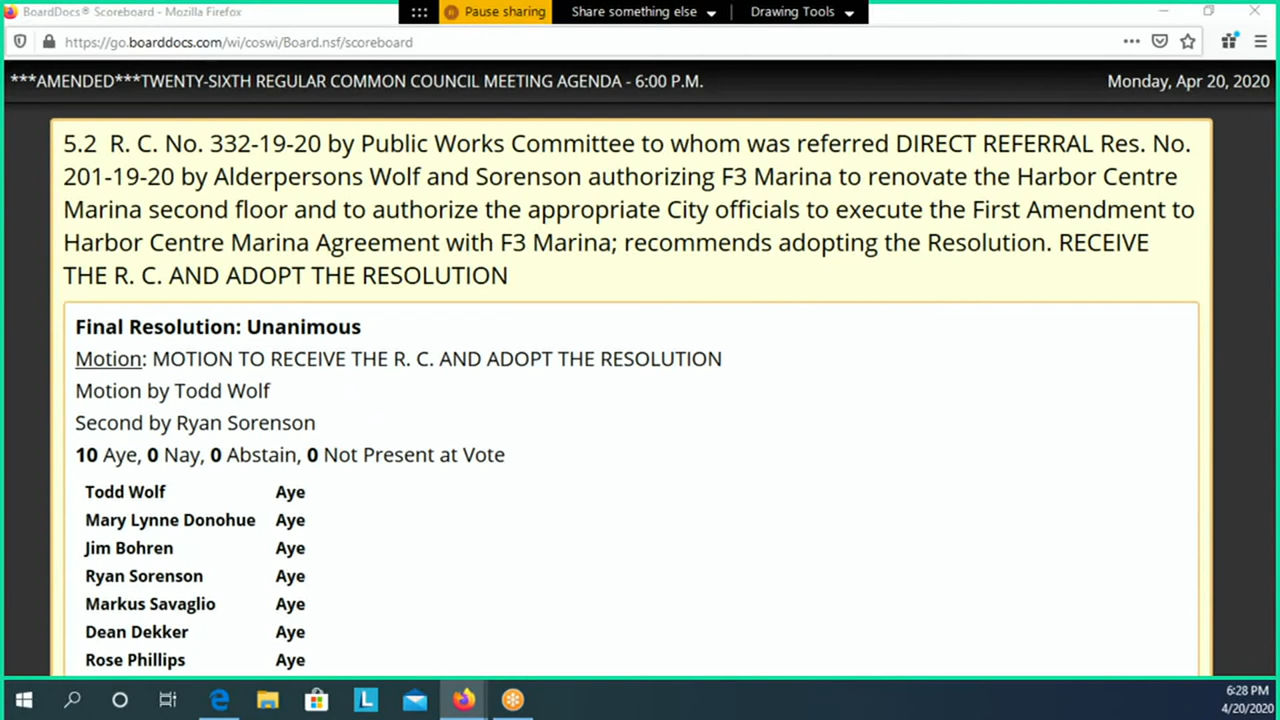 BoardDocs® Scoreboard - Mozilla Firefox
Pause sharing
Share something else
Drawing Tools
https://go.boarddocs.com/wi/coswi/Board.nsf/scoreboard
***AMENDED***TWENTY-SIXTH REGULAR COMMON COUNCIL MEETING AGENDA - 6:00 P.M.
Monday, Apr 20, 2020
5.2 R. C. No. 332-19-20 by Public Works Committee to whom was referred DIRECT REFERRAL Res. No.
201-19-20 by Alderpersons Wolf and Sorenson authorizing F3 Marina to renovate the Harbor Centre
Marina second floor and to authorize the appropriate City officials to execute the First Amendment to
Harbor Centre Marina Agreement with F3 Marina; recommends adopting the Resolution. RECEIVE
THE R. C. AND ADOPT THE RESOLUTION
Final Resolution: Unanimous
Motion: MOTION TO RECEIVE THE R. C. AND ADOPT THE RESOLUTION
Motion by Todd Wolf
Second by Ryan Sorenson
10 Aye, 0 Nay, 0 Abstain, 0 Not Present at Vote
Todd Wolf Aye
Mary Lynne Donohue Aye
Jim Bohren Aye
Ryan Sorenson Aye
Markus Savaglio Aye
Dean Dekker Aye
Rose Phillips Aye
L
6:28 PM
4/20/2020